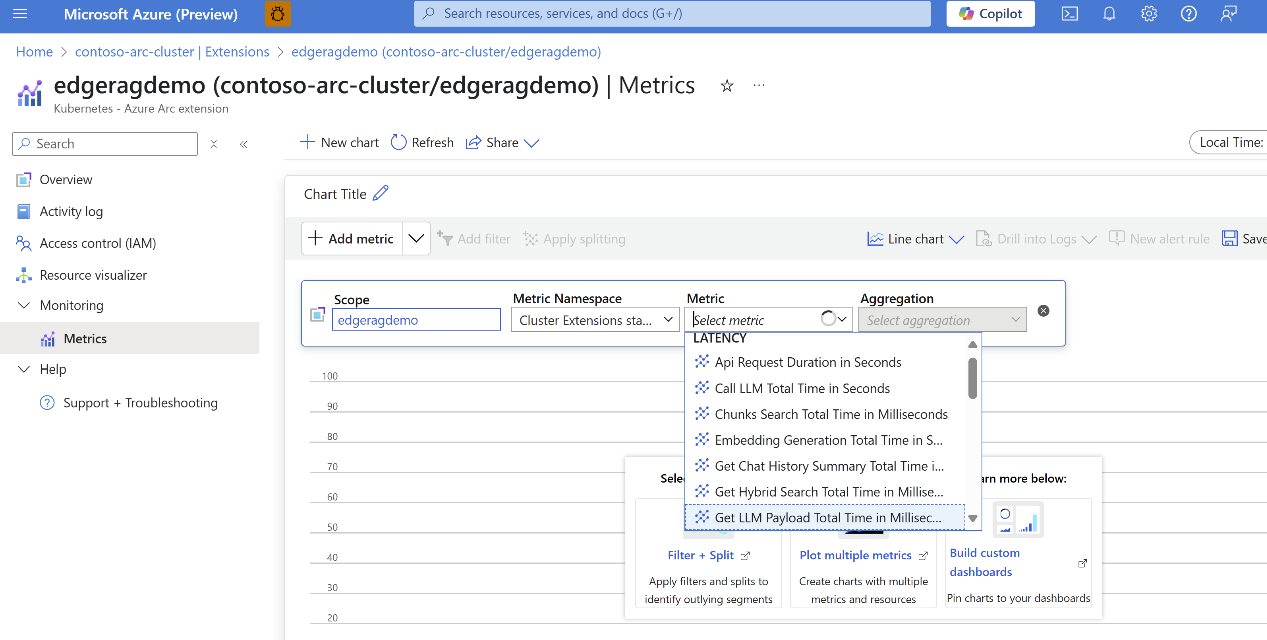 Microsoft Azure (Preview)
Search resources, services, and docs (G+/)
Copilot
Home > contoso-arc-cluster | Extensions > edgeragdemo (contoso-arc-cluster/edgeragdemo)
edgeragdemo (contoso-arc-cluster/edgeragdemo) | Metrics
Kubernetes - Azure Arc extension
Search
Overview
Activity log
Access control (IAM)
Resource visualizer
Monitoring
Metrics
Help
Support + Troubleshooting
New chart
Refresh
Share
Local Time:
Chart Title
Add metric
Add filter
Apply splitting
Line chart
Drill into Logs
New alert rule
Save
Scope
edgeragdemo
Metric Namespace
Cluster Extensions sta...
Metric
Select metric
Aggregation
Select aggregation
LATENCY
Api Request Duration in Seconds
Call LLM Total Time in Seconds
Chunks Search Total Time in Milliseconds
Embedding Generation Total Time in S...
Get Chat History Summary Total Time i...
Get Hybrid Search Total Time in Millise...
Get LLM Payload Total Time in Millisec...
100
90
80
70
60
50
40
30
20
more below:
Filter + Split
Apply filters and splits to
identify outlying segments
Plot multiple metrics
Create charts with multiple
metrics and resources
Build custom
dashboards
Pin charts to your dashboards